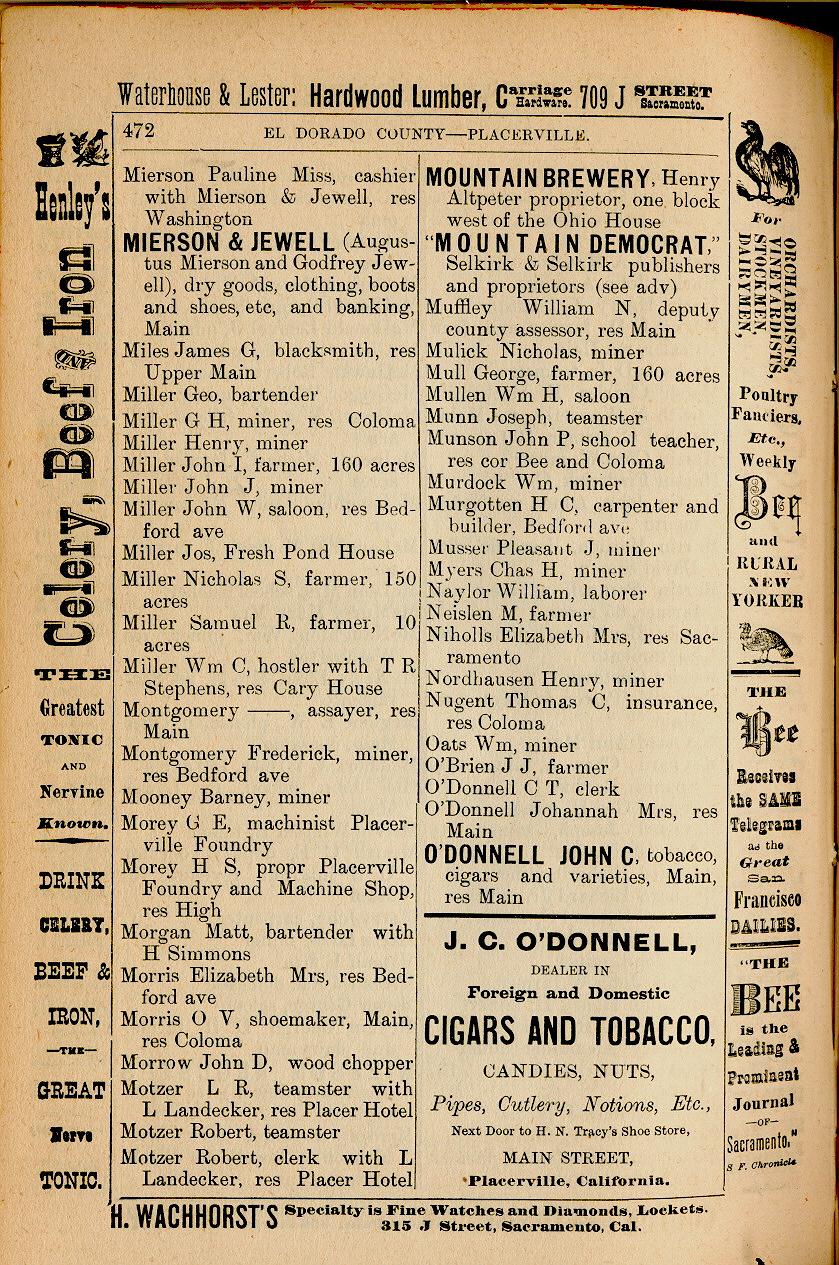 Waterhouse & Lester: Hardwood Lumber, Carriage Hardware. 709 J STREET Sacramento.
472 EL DORADO COUNTY—PLACERVILLE.
Henley's
Celery, Beef and Iron
THE
Greatest
TONIC
AND
Nervine
Known.
DRINK
CELERY,
BEEF &
IRON,
—THE—
GREAT
Nerve
TONIC.
Mierson Pauline Miss, cashier
with Mierson & Jewell, res
Washington
MIERSON & JEWELL (Augus-
tus Mierson and Godfrey Jew-
ell), dry goods, clothing, boots
and shoes, etc, and banking,
Main
Miles James G, blacksmith, res
Upper Main
Miller Geo, bartender
Miller G H, miner, res Coloma
Miller Henry, miner
Miller John I, farmer, 160 acres
Miller John J, miner
Miller John W, saloon, res Bed-
ford ave
Miller Jos, Fresh Pond House
Miller Nicholas S, farmer, 150
acres
Miller Samuel R, farmer, 10
acres
Miller Wm C, hostler with T R
Stephens, res Cary House
Montgomery ——, assayer, res
Main
Montgomery Frederick, miner,
res Bedford ave
Mooney Barney, miner
Morey G E, machinist Placer-
ville Foundry
Morey H S, propr Placerville
Foundry and Machine Shop,
res High
Morgan Matt, bartender with
H Simmons
Morris Elizabeth Mrs, res Bed-
ford ave
Morris O V, shoemaker, Main,
res Coloma
Morrow John D, wood chopper
Motzer L R, teamster with
L Landecker, res Placer Hotel
Motzer Robert, teamster
Motzer Robert, clerk with L
Landecker, res Placer Hotel
MOUNTAIN BREWERY, Henry
Altpeter proprietor, one block
west of the Ohio House
"MOUNTAIN DEMOCRAT,"
Selkirk & Selkirk publishers
and proprietors (see adv)
Muffley William N, deputy
county assessor, res Main
Mulick Nicholas, miner
Mull George, farmer, 160 acres
Mullen Wm H, saloon
Munn Joseph, teamster
Munson John P, school teacher,
res cor Bee and Coloma
Murdock Wm, miner
Murgotten H C, carpenter and
builder, Bedford ave
Musser Pleasant J, miner
Myers Chas H, miner
Naylor William, laborer
Neislen M, farmer
Niholls Elizabeth Mrs, res Sac-
ramento
Nordhausen Henry, miner
Nugent Thomas C, insurance,
res Coloma
Oats Wm, miner
O'Brien J J, farmer
O'Donnell C T, clerk
O'Donnell Johannah Mrs, res
Main
O'DONNELL JOHN C, tobacco,
cigars and varieties, Main,
res Main
J. C. O'DONNELL,
DEALER IN
Foreign and Domestic
CIGARS AND TOBACCO,
CANDIES, NUTS,
Pipes, Cutlery, Notions, Etc.,
Next Door to H. N. Tracy's Shoe Store,
MAIN STREET,
Placerville, California.
For
ORCHARDISTS,
VINEYARDISTS,
STOCKMEN,
DAIRYMEN,
Poultry
Fanciers,
Etc.,
Weekly
Bee
and
RURAL
NEW
YORKER
THE
Bee
Receives
the SAME
Telegrams
as the
Great
San
Francisco
DAILIES.
"THE
BEE
is the
Leading &
Prominent
Journal
—OF—
Sacramento."
S F. Chronicle
H. WACHHORST'S Specialty is Fine Watches and Diamonds, Lockets.
315 J Street, Sacramento, Cal.